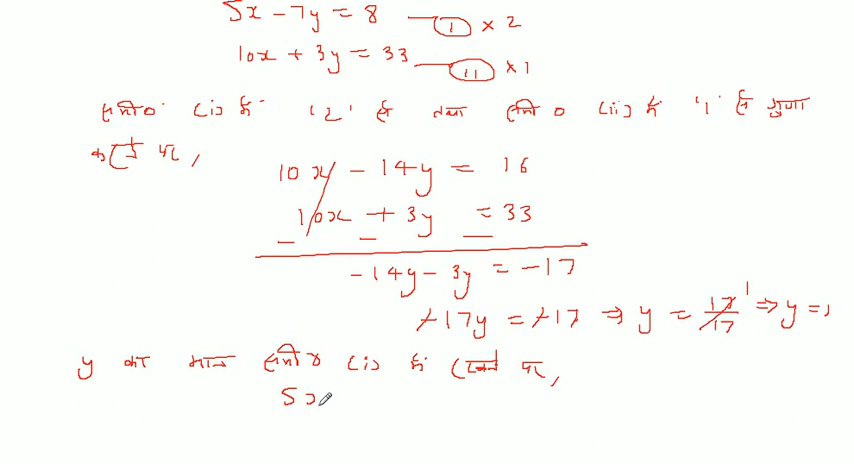 5x - 7y = 8 — (i) × 2
10x + 3y = 33 — (ii) × 1
समी० (i) में '2' से तथा समी० (ii) में '1' से गुणा
करने पर,
10x - 14y = 16
10x + 3y = 33
- - -
-14y - 3y = -17
-17y = -17 ⇒ y = 17/17 1 ⇒ y = 1
y का मान समी० (i) में रखने पर,
5x